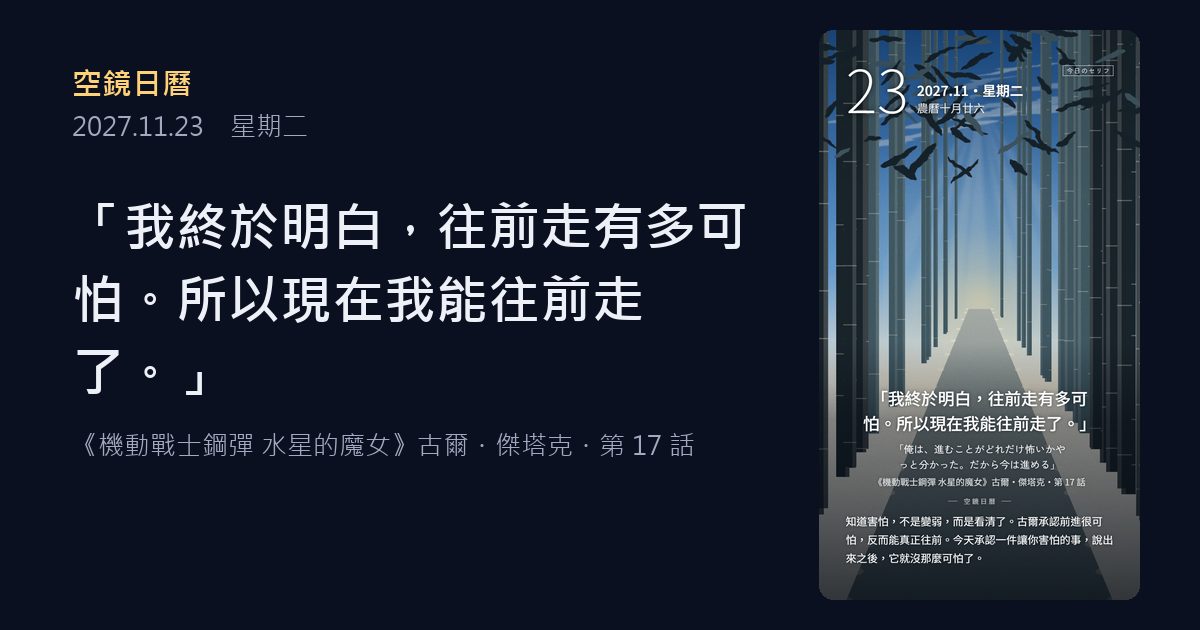 空鏡日曆
2027.11.23 星期二
「我終於明白，往前走有多可
怕。所以現在我能往前走
了。」
《機動戰士鋼彈 水星的魔女》古爾・傑塔克・第 17 話
23
2027.11・星期二
農曆十月廿六
今日のセリフ
「我終於明白，往前走有多可
怕。所以現在我能往前走了。」
「俺は、進むことがどれだけ怖いかや
っと分かった。だから今は進める」
《機動戰士鋼彈 水星的魔女》古爾・傑塔克・第 17 話
— 空鏡日曆 —
知道害怕，不是變弱，而是看清了。古爾承認前進很可
怕，反而能真正往前。今天承認一件讓你害怕的事，說出
來之後，它就沒那麼可怕了。